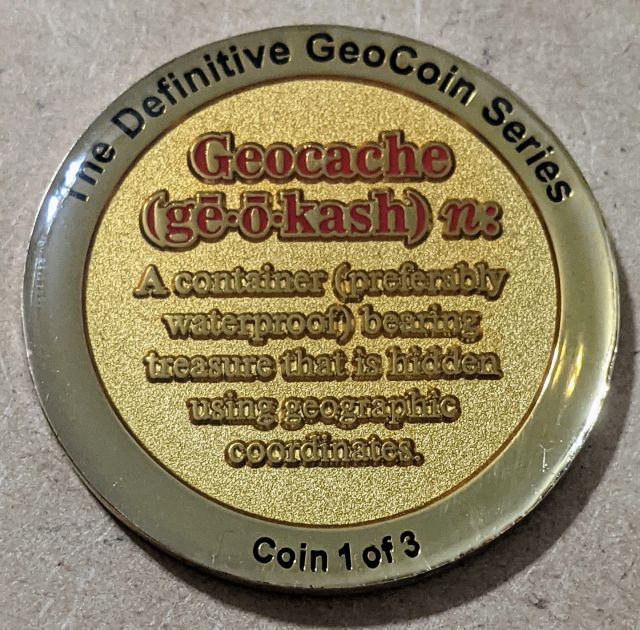 The Definitive GeoCoin Series
Geocache
(gē·ō·kash) n:
A container (preferably
waterproof) bearing
treasure that is hidden
using geographic
coordinates.
Coin 1 of 3